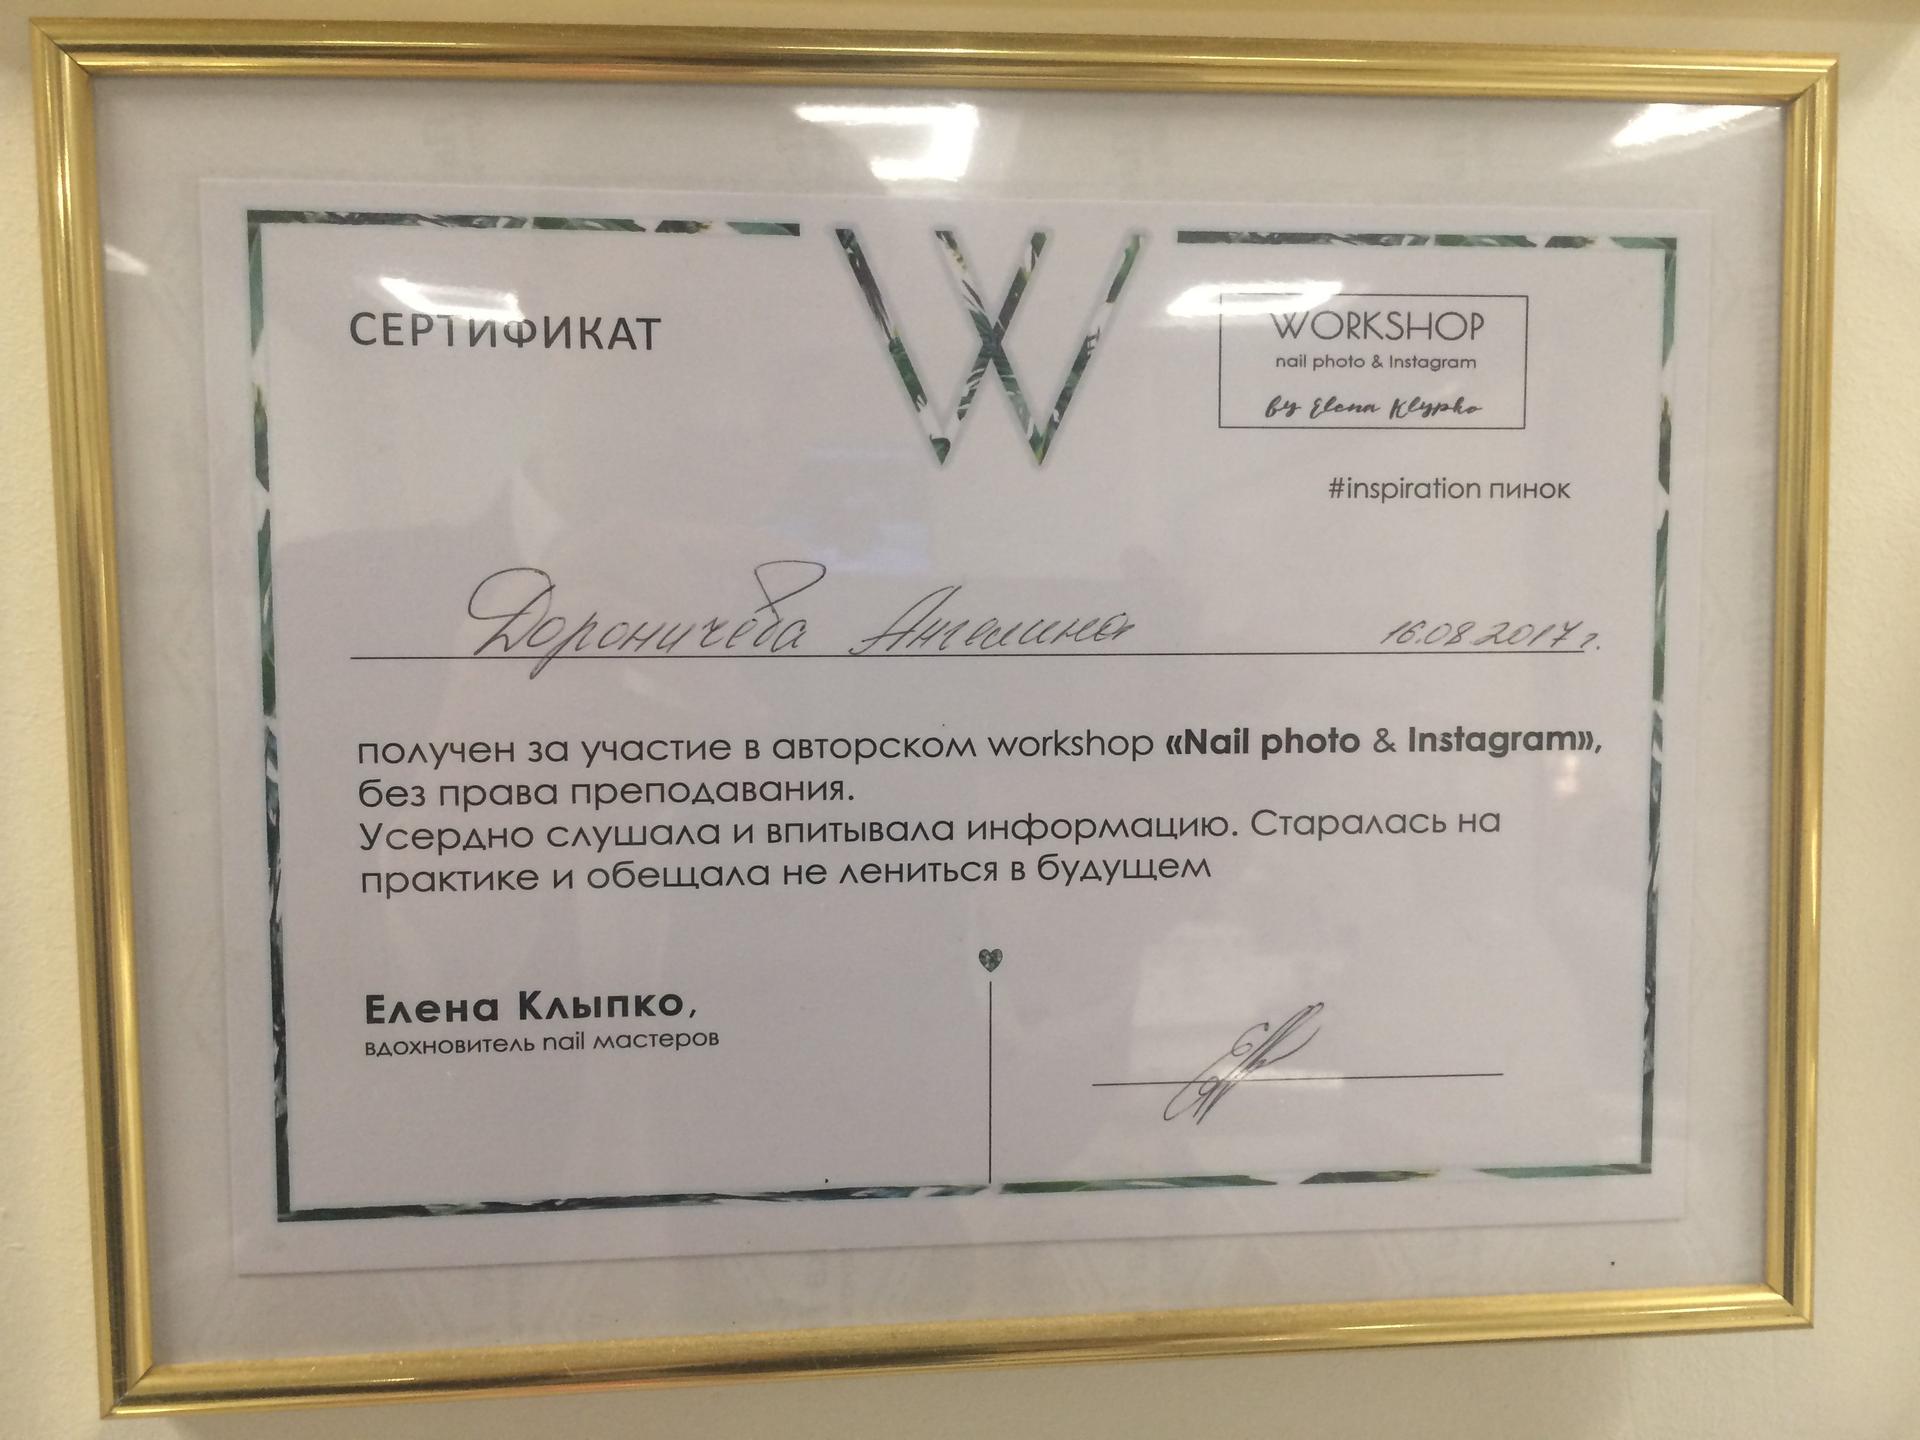 W
СЕРТИФИКАТ
WORKSHOP
nail photo & Instagram
by Elena Klypko
#inspiration пинок
Дороничева Ангелина 16.08.2017 г.
получен за участие в авторском workshop «Nail photo & Instagram»,
без права преподавания.
Усердно слушала и впитывала информацию. Старалась на
практике и обещала не лениться в будущем
Елена Клыпко,
вдохновитель nail мастеров